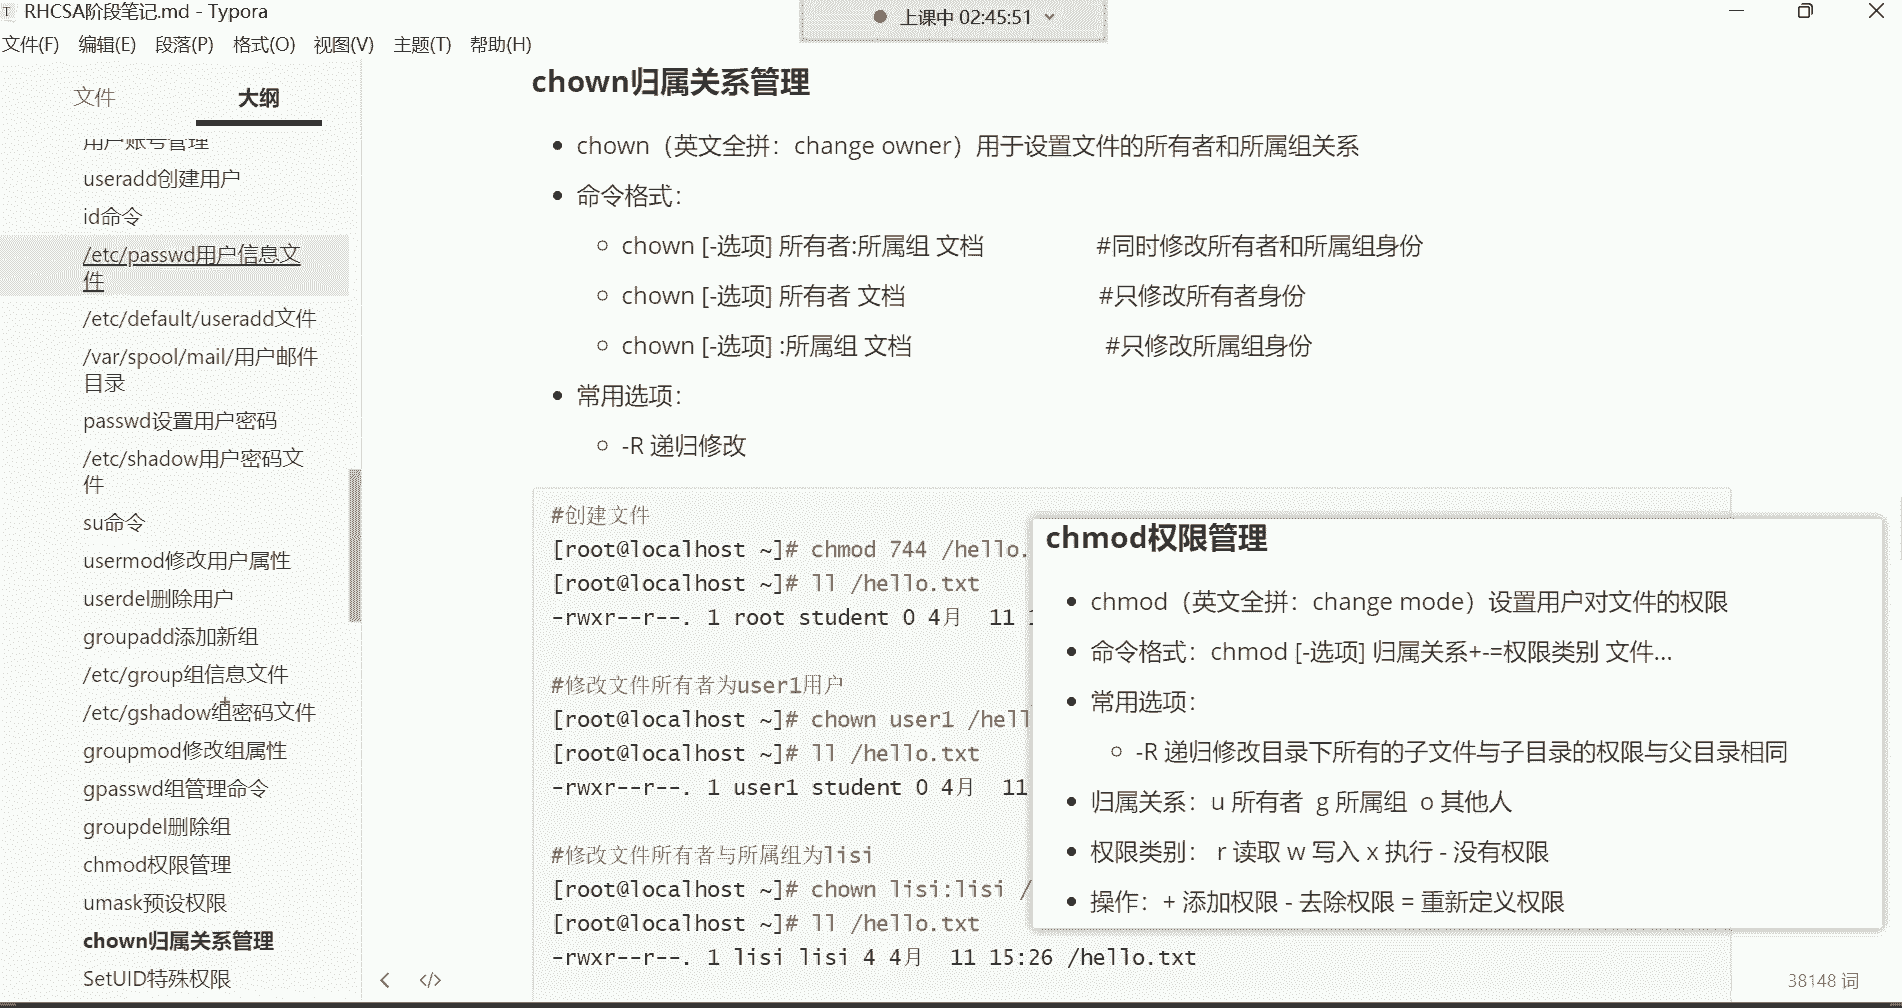 RHCSA阶段笔记.md - Typora
上课中 02:45:51
文件(F) 编辑(E) 段落(P) 格式(O) 视图(V) 主题(T) 帮助(H)
文件 大纲
用户账号管理
useradd创建用户
id命令
/etc/passwd用户信息文
件
/etc/default/useradd文件
/var/spool/mail/用户邮件
目录
passwd设置用户密码
/etc/shadow用户密码文
件
su命令
usermod修改用户属性
userdel删除用户
groupadd添加新组
/etc/group组信息文件
/etc/gshadow组密码文件
groupmod修改组属性
gpasswd组管理命令
groupdel删除组
chmod权限管理
umask预设权限
chown归属关系管理
SetUID特殊权限
chown归属关系管理
chown（英文全拼：change owner）用于设置文件的所有者和所属组关系
命令格式：
chown [-选项] 所有者:所属组 文档 #同时修改所有者和所属组身份
chown [-选项] 所有者 文档 #只修改所有者身份
chown [-选项] :所属组 文档 #只修改所属组身份
常用选项：
-R 递归修改
#创建文件
[root@localhost ~]# chmod 744 /hello.
[root@localhost ~]# ll /hello.txt
-rwxr--r--. 1 root student 0 4月 11 1
#修改文件所有者为user1用户
[root@localhost ~]# chown user1 /hell
[root@localhost ~]# ll /hello.txt
-rwxr--r--. 1 user1 student 0 4月 11
#修改文件所有者与所属组为lisi
[root@localhost ~]# chown lisi:lisi /
[root@localhost ~]# ll /hello.txt
-rwxr--r--. 1 lisi lisi 4 4月 11 15:26 /hello.txt
chmod权限管理
chmod（英文全拼：change mode）设置用户对文件的权限
命令格式：chmod [-选项] 归属关系+-=权限类别 文件...
常用选项：
-R 递归修改目录下所有的子文件与子目录的权限与父目录相同
归属关系：u 所有者 g 所属组 o 其他人
权限类别： r 读取 w 写入 x 执行 - 没有权限
操作：+ 添加权限 - 去除权限 = 重新定义权限
38148 词